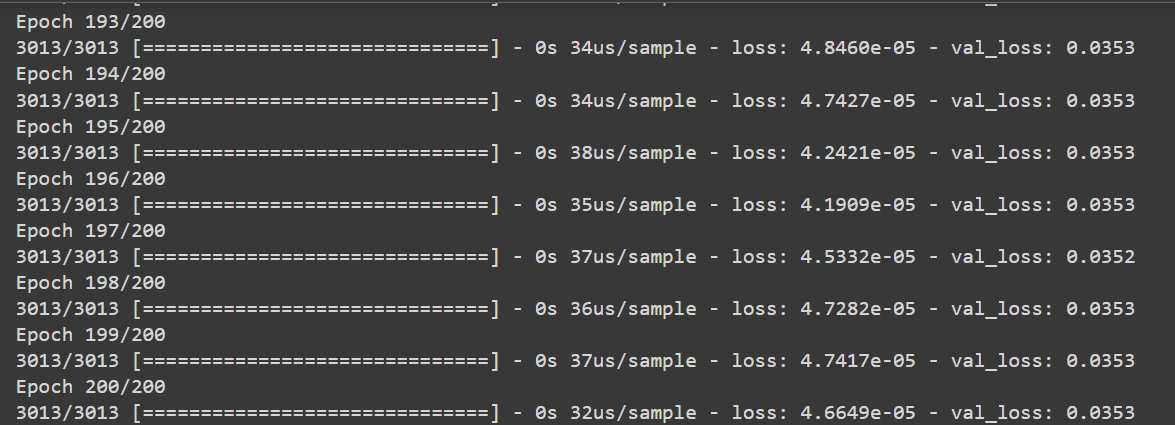 Epoch 193/200
3013/3013 [==============================] - 0s 34us/sample - loss: 4.8460e-05 - val_loss: 0.0353
Epoch 194/200
3013/3013 [==============================] - 0s 34us/sample - loss: 4.7427e-05 - val_loss: 0.0353
Epoch 195/200
3013/3013 [==============================] - 0s 38us/sample - loss: 4.2421e-05 - val_loss: 0.0353
Epoch 196/200
3013/3013 [==============================] - 0s 35us/sample - loss: 4.1909e-05 - val_loss: 0.0353
Epoch 197/200
3013/3013 [==============================] - 0s 37us/sample - loss: 4.5332e-05 - val_loss: 0.0352
Epoch 198/200
3013/3013 [==============================] - 0s 36us/sample - loss: 4.7282e-05 - val_loss: 0.0353
Epoch 199/200
3013/3013 [==============================] - 0s 37us/sample - loss: 4.7417e-05 - val_loss: 0.0353
Epoch 200/200
3013/3013 [==============================] - 0s 32us/sample - loss: 4.6649e-05 - val_loss: 0.0353